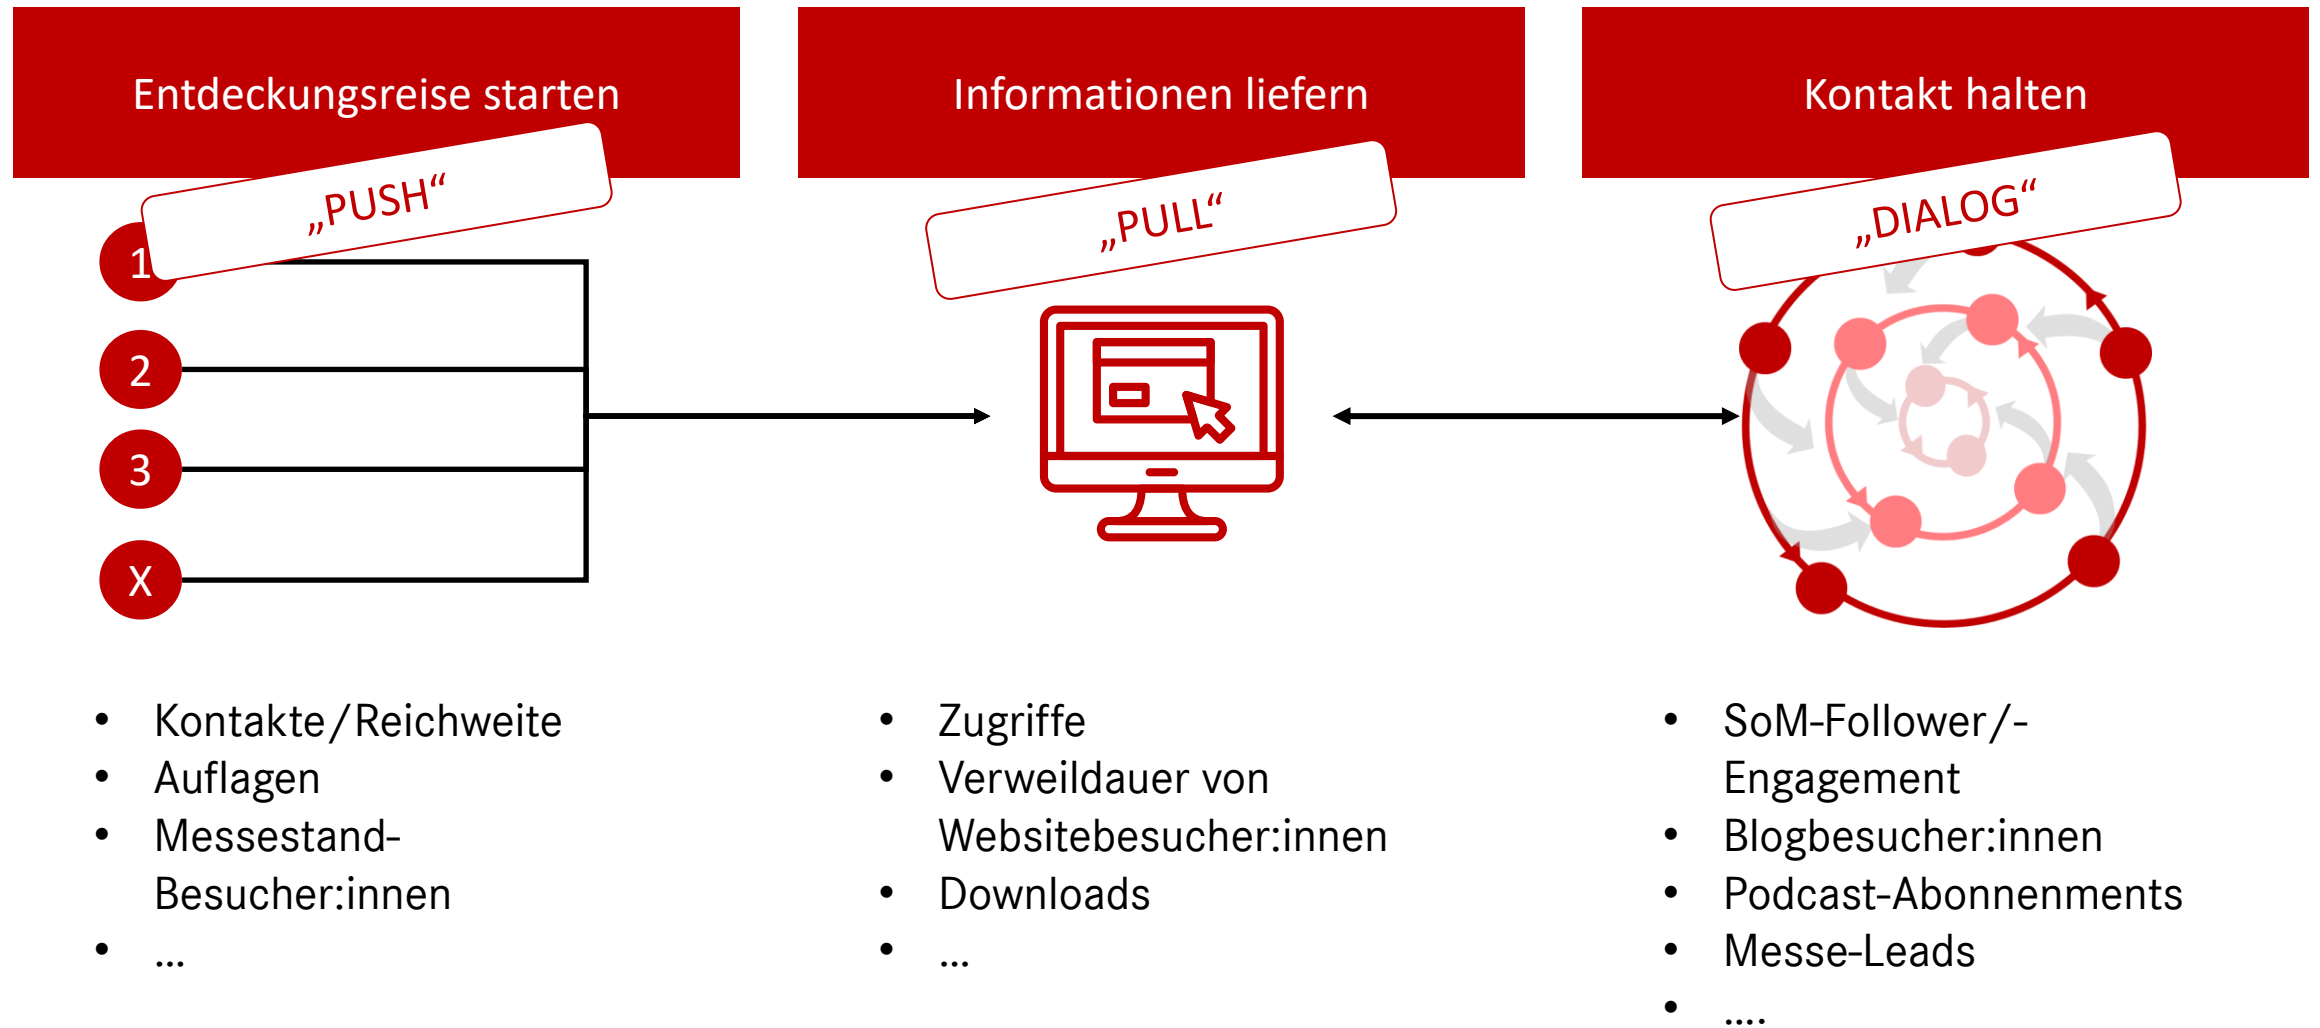 Entdeckungsreise starten
„PUSH“
1
2
3
X
• Kontakte/Reichweite
• Auflagen
• Messestand-
Besucher:innen
• ...
Informationen liefern
„PULL“
• Zugriffe
• Verweildauer von
Websitebesucher:innen
• Downloads
• ...
Kontakt halten
„DIALOG“
• SoM-Follower/-
Engagement
• Blogbesucher:innen
• Podcast-Abonnenments
• Messe-Leads
• ....